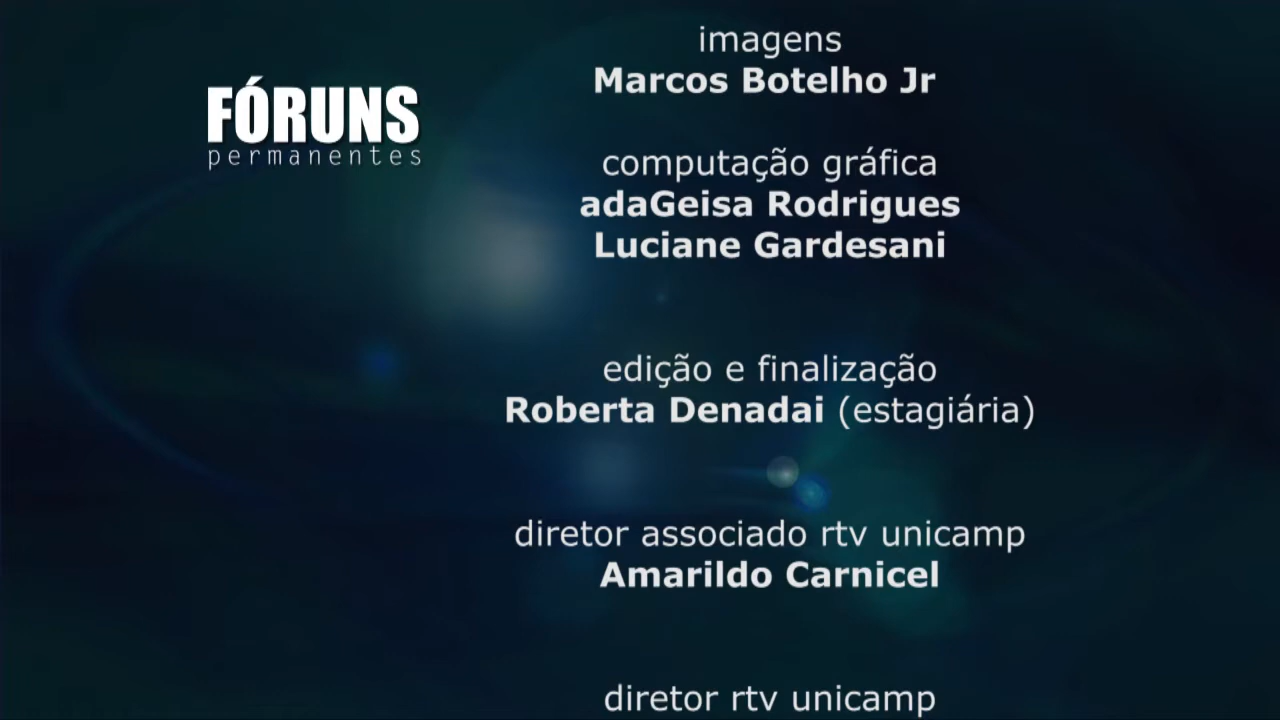 FÓRUNS
permanentes
imagens
Marcos Botelho Jr
computação gráfica
adaGeisa Rodrigues
Luciane Gardesani
edição e finalização
Roberta Denadai (estagiária)
diretor associado rtv unicamp
Amarildo Carnicel
diretor rtv unicamp